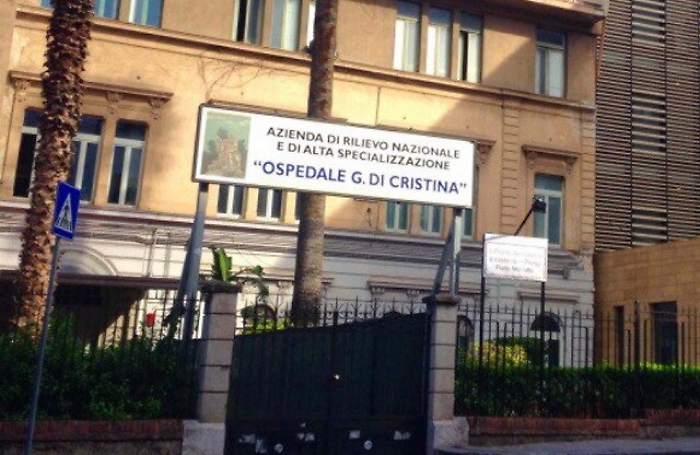 AZIENDA DI RILIEVO NAZIONALE
E DI ALTA SPECIALIZZAZIONE
“OSPEDALE G. DI CRISTINA”